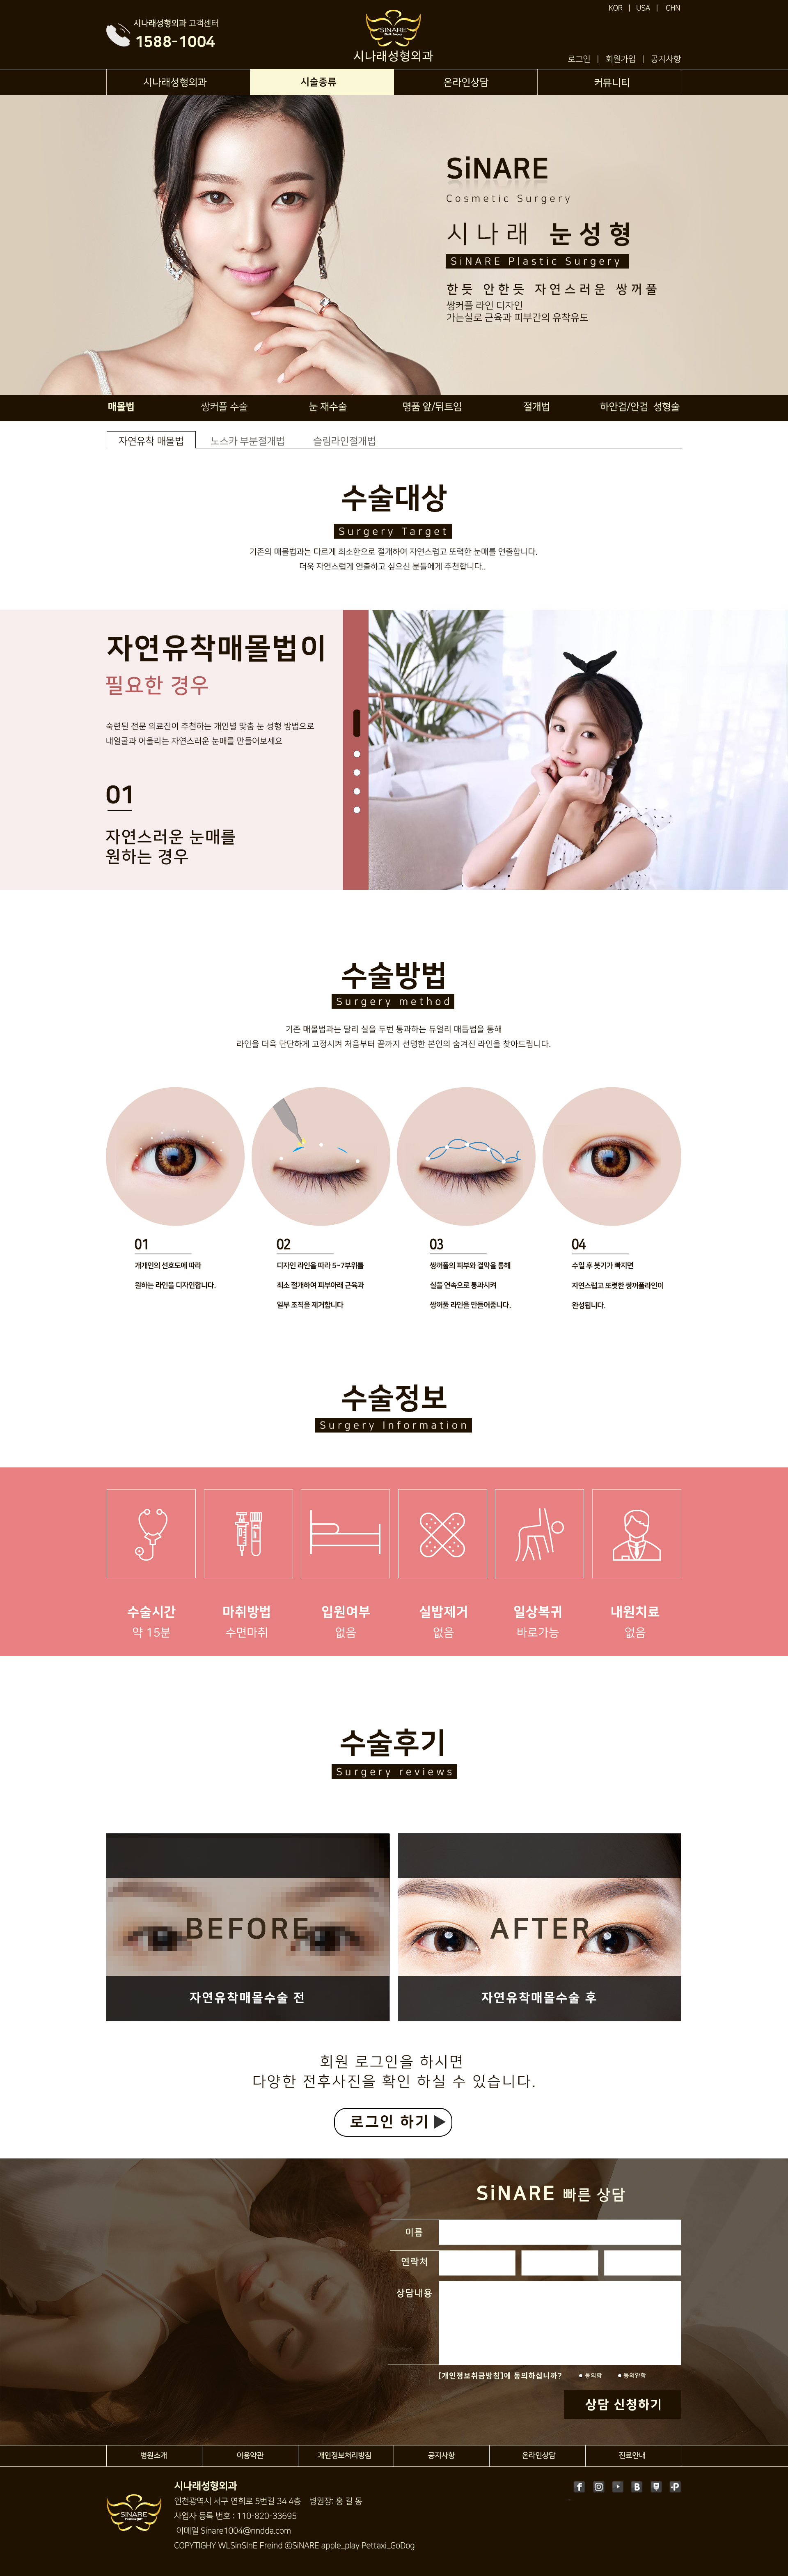 KOR | USA | CHN
시나래성형외과 고객센터
1588-1004
SINARE
Plastic Surgery
시나래성형외과
로그인 | 회원가입 | 공지사항
시나래성형외과 시술종류 온라인상담 커뮤니티
SiNARE
Cosmetic Surgery
시나래 눈성형
SiNARE Plastic Surgery
한듯 안한듯 자연스러운 쌍꺼풀
쌍커풀 라인 디자인
가는실로 근육과 피부간의 유착유도
매몰법 쌍커풀 수술 눈 재수술 명품 앞/뒤트임 절개법 하안검/안검 성형술
자연유착 매몰법 노스카 부분절개법 슬림라인절개법
수술대상
Surgery Target
기존의 매몰법과는 다르게 최소한으로 절개하여 자연스럽고 또력한 눈매를 연출합니다.
더욱 자연스럽게 연출하고 싶으신 분들에게 추천합니다..
자연유착매몰법이
필요한 경우
숙련된 전문 의료진이 추천하는 개인별 맞춤 눈 성형 방법으로
내얼굴과 어울리는 자연스러운 눈매를 만들어보세요
01
자연스러운 눈매를
원하는 경우
수술방법
Surgery method
기존 매몰법과는 달리 실을 두번 통과하는 듀얼리 매듭법을 통해
라인을 더욱 단단하게 고정시켜 처음부터 끝까지 선명한 본인의 숨겨진 라인을 찾아드립니다.
01
개개인의 선호도에 따라
원하는 라인을 디자인합니다.
02
디자인 라인을 따라 5~7부위를
최소 절개하여 피부아래 근육과
일부 조직을 제거합니다
03
쌍꺼풀의 피부와 결막을 통해
실을 연속으로 통과시켜
쌍꺼풀 라인을 만들어줍니다.
04
수일 후 붓기가 빠지면
자연스럽고 또렷한 쌍꺼풀라인이
완성됩니다.
수술정보
Surgery Information
수술시간 마취방법 입원여부 실밥제거 일상복귀 내원치료
약 15분 수면마취 없음 없음 바로가능 없음
수술후기
Surgery reviews
BEFORE
자연유착매몰수술 전
AFTER
자연유착매몰수술 후
회원 로그인을 하시면
다양한 전후사진을 확인 하실 수 있습니다.
로그인 하기▶
SiNARE 빠른 상담
이름
연락처
상담내용
[개인정보취금방침]에 동의하십니까? ● 동의함 ● 동의안함
상담 신청하기
병원소개 이용약관 개인정보처리방침 공지사항 온라인상담 진료안내
SINARE
Plastic Surgery
시나래성형외과
인천광역시 서구 연희로 5번길 34 4층 병원장: 홍 길 동
사업자 등록 번호 : 110-820-33695
이메일 Sinare1004@nndda.com
COPYTIGHY WLSinSInE Freind ⓒSiNARE apple_play Pettaxi_GoDog